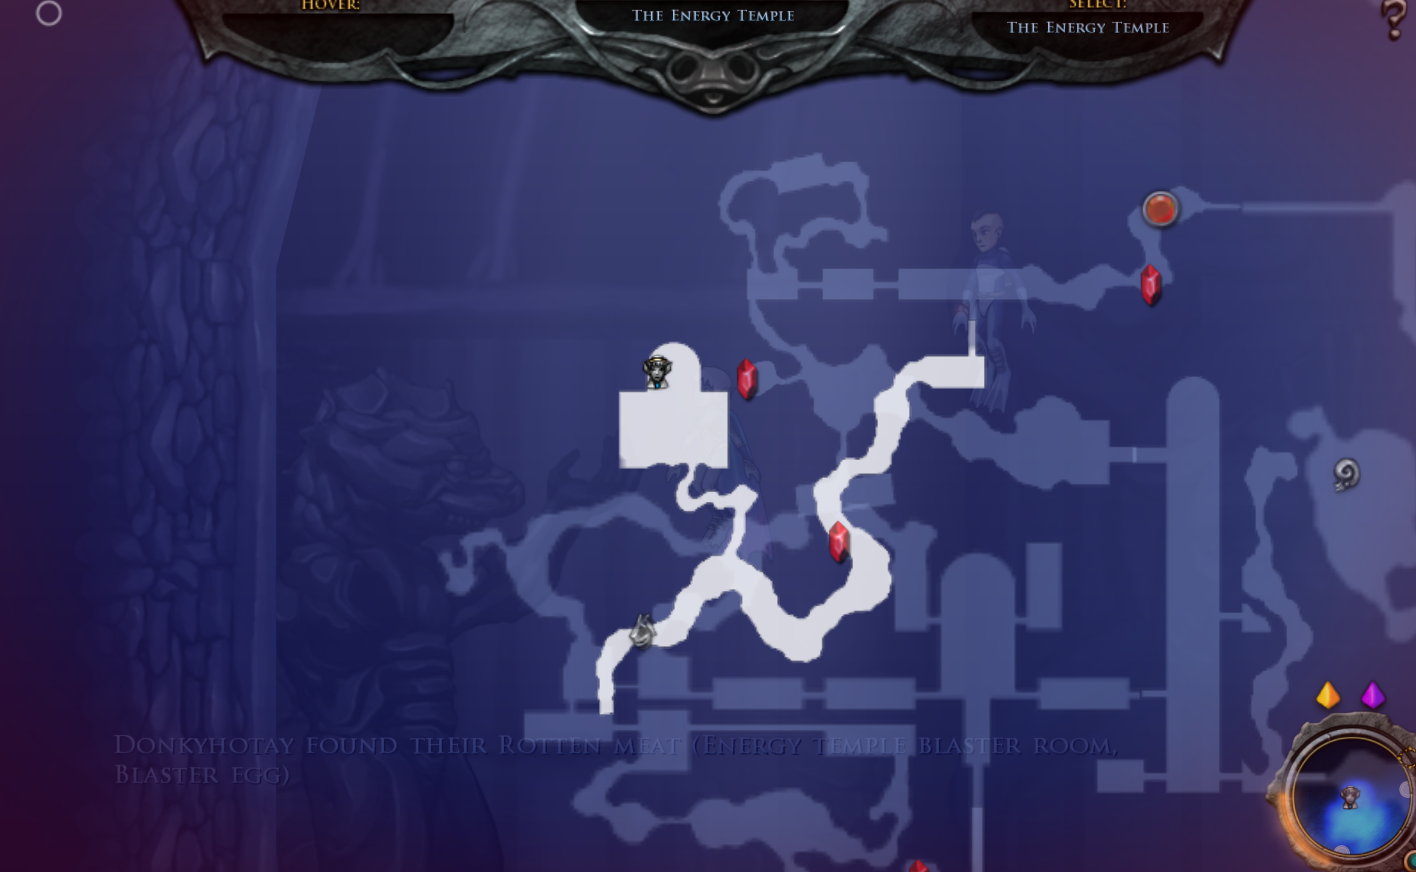 HOVER:
THE ENERGY TEMPLE
SELECT:
THE ENERGY TEMPLE
DONKYHOTAY FOUND THEIR ROTTEN MEAT (ENERGY TEMPLE BLASTER ROOM,
BLASTER EGG)